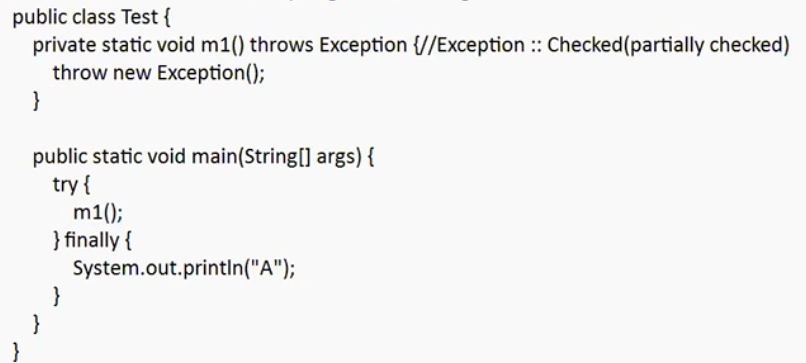 public class Test {
private static void m1() throws Exception {//Exception :: Checked(partially checked)
throw new Exception();
}
public static void main(String[] args) {
try {
m1();
} finally {
System.out.println("A");
}
}
}